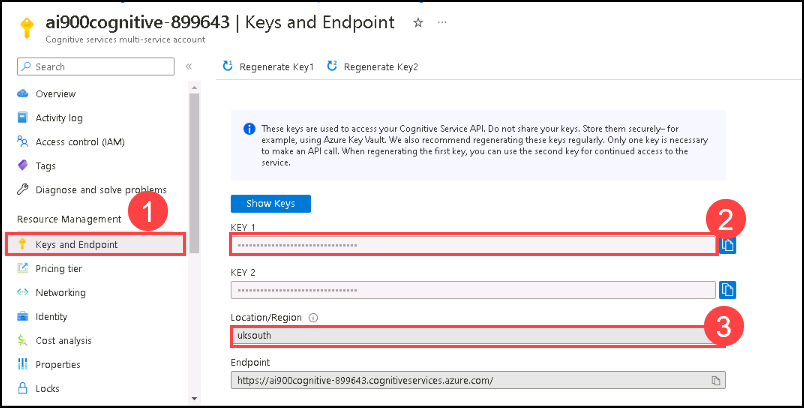 ai900cognitive-899643 | Keys and Endpoint
Cognitive services multi-service account
Search
Overview
Activity log
Access control (IAM)
Tags
Diagnose and solve problems
Resource Management
1
Keys and Endpoint
Pricing tier
Networking
Identity
Cost analysis
Properties
Locks
Regenerate Key1 Regenerate Key2
These keys are used to access your Cognitive Service API. Do not share your keys. Store them securely– for
example, using Azure Key Vault. We also recommend regenerating these keys regularly. Only one key is necessary
to make an API call. When regenerating the first key, you can use the second key for continued access to the
service.
Show Keys
KEY 1
2
KEY 2
Location/Region
3
uksouth
Endpoint
https://ai900cognitive-899643.cognitiveservices.azure.com/